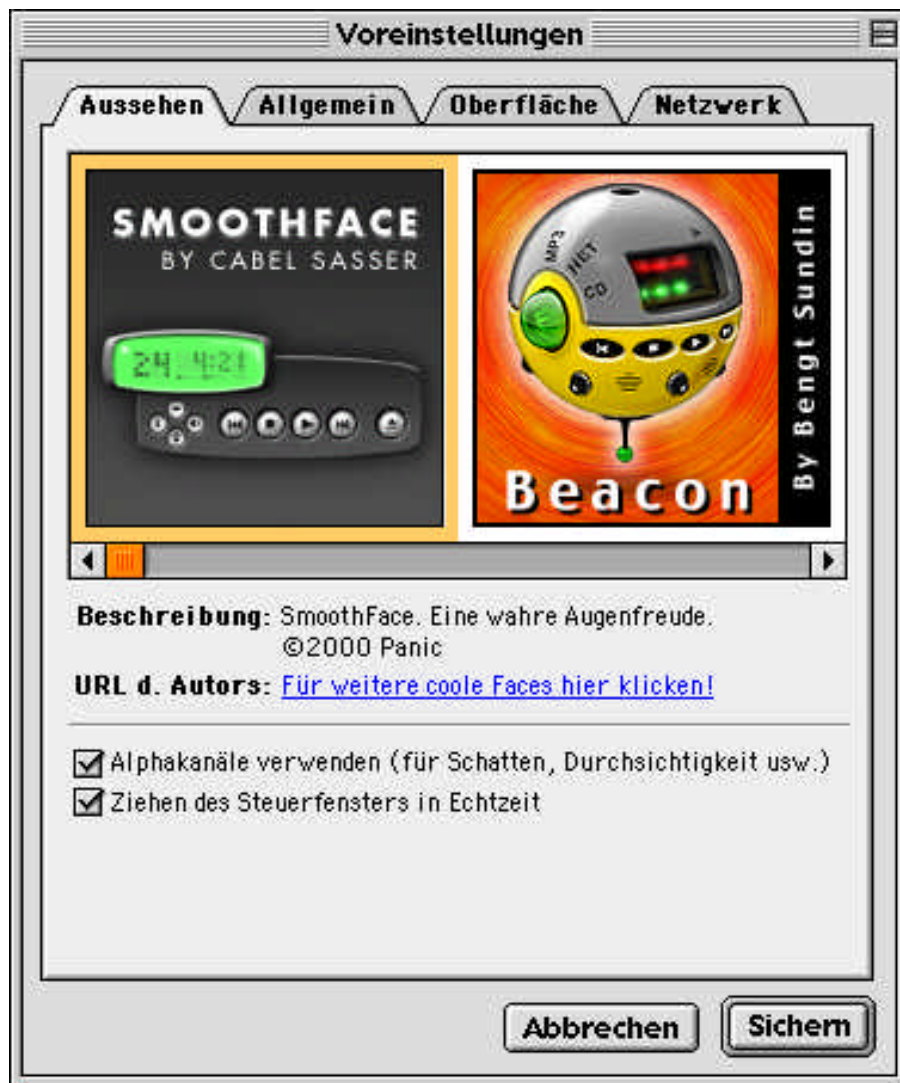 Voreinstellungen
Aussehen Allgemein Oberfläche Netzwerk
SMOOTHFACE
BY CABEL SASSER
24 4:21
MP3
NET
CD
Beacon
By Bengt Sundin
Beschreibung: SmoothFace. Eine wahre Augenfreude.
©2000 Panic
URL d. Autors: Für weitere coole Faces hier klicken!
Alphakanäle verwenden (für Schatten, Durchsichtigkeit usw.)
Ziehen des Steuerfensters in Echtzeit
Abbrechen Sichern